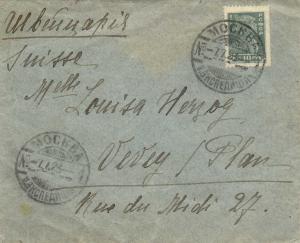 Швейцарія
Suisse
Melle
Louisa Herzog
Vevey / Plan
Rue du Midi 27.
МОСКВА
МОСКВА